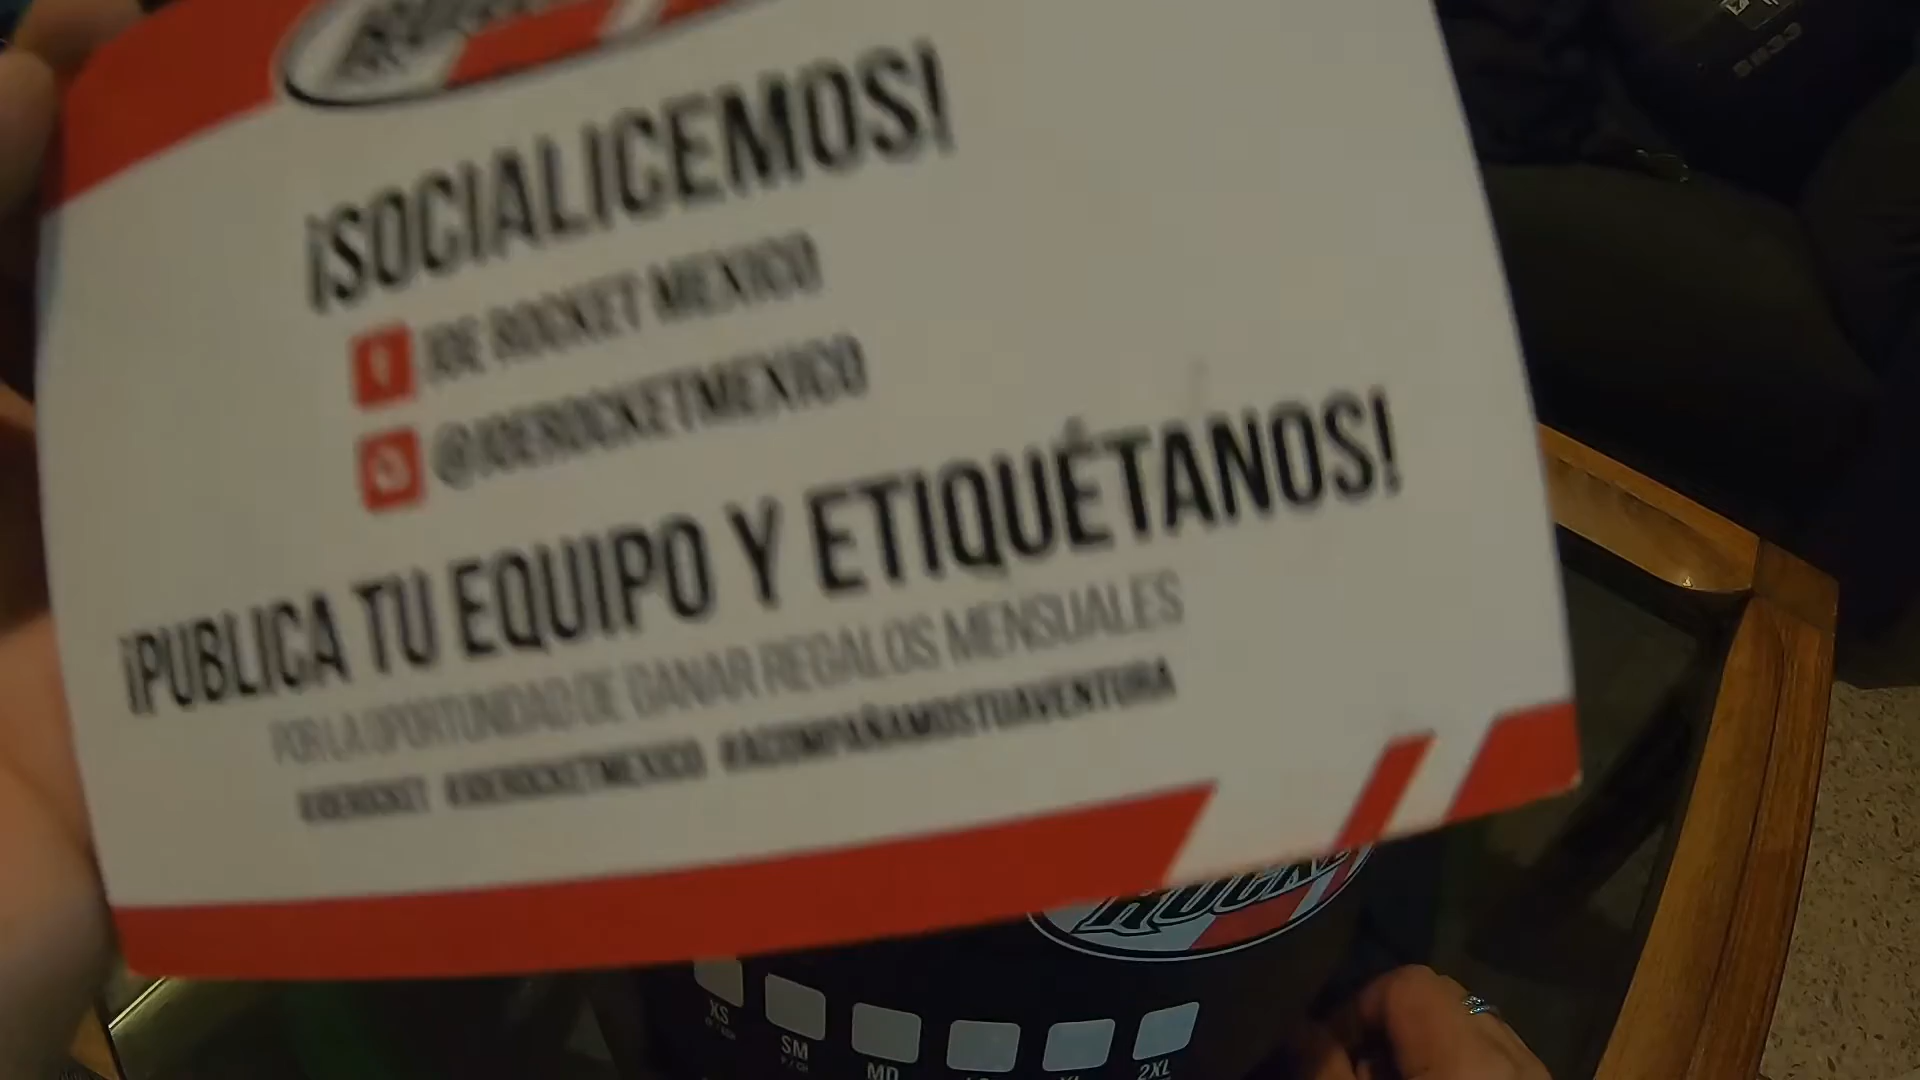 ¡SOCIALICEMOS!
JOE ROCKET MEXICO
@JOEROCKETMEXICO
¡PUBLICA TU EQUIPO Y ETIQUÉTANOS!
POR LA OPORTUNIDAD DE GANAR REGALOS MENSUALES
#JOEROCKET #JOEROCKETMEXICO #ACOMPAÑAMOSTUAVENTURA
ROCKET
XS
SM
MD
2XL